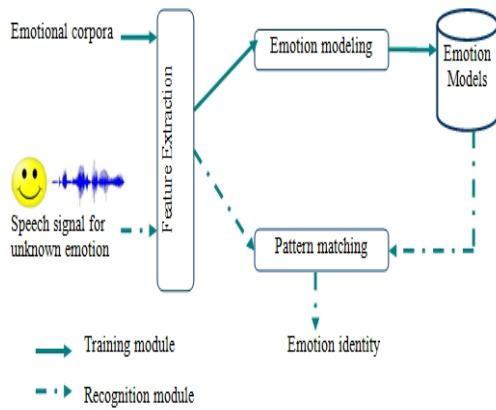 Emotional corpora
Feature Extraction
Emotion modeling
Emotion
Models
Speech signal for
unknown emotion
Pattern matching
Emotion identity
Training module
Recognition module